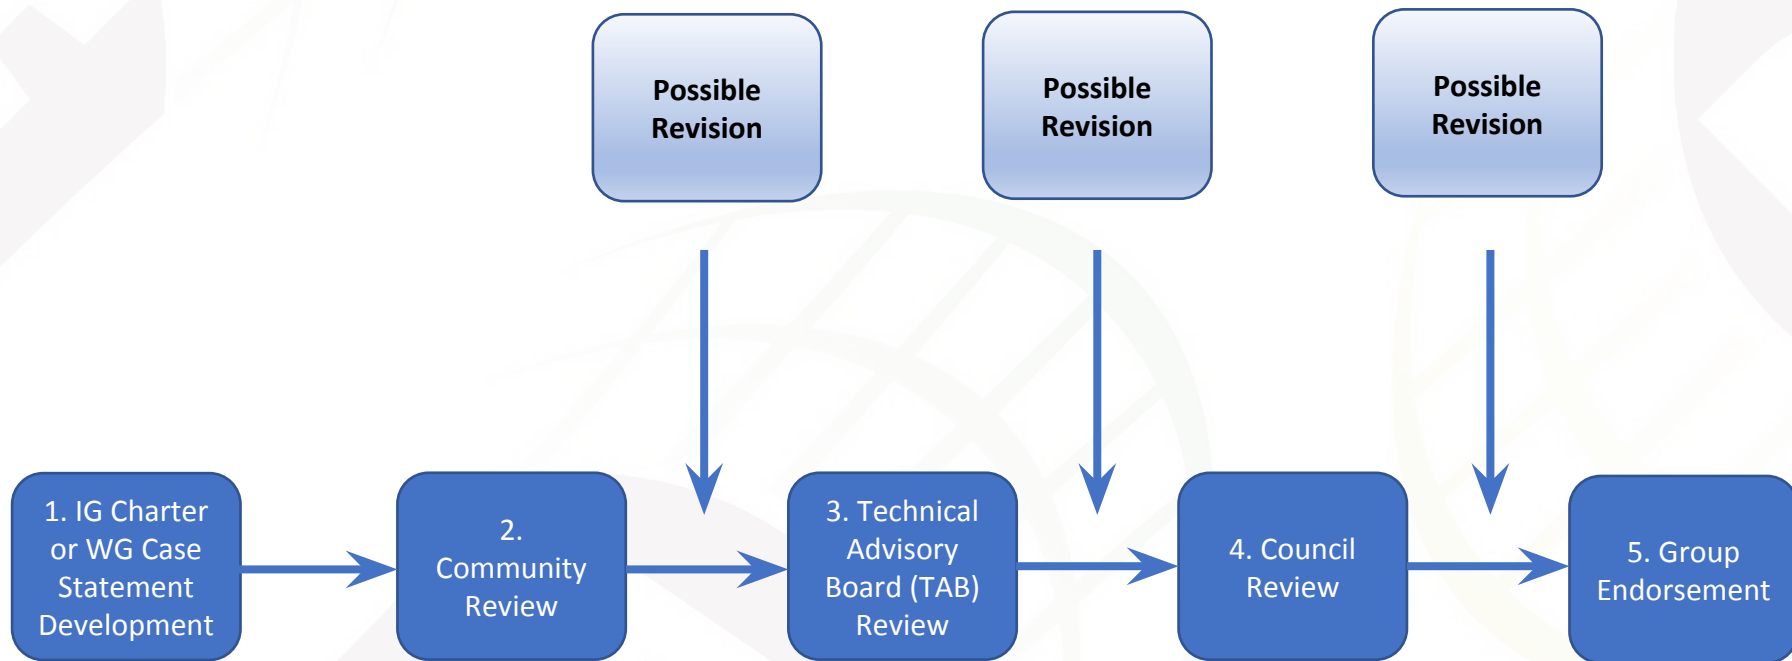 Possible
Revision
Possible
Revision
Possible
Revision
1. IG Charter
or WG Case
Statement
Development
2.
Community
Review
3. Technical
Advisory
Board (TAB)
Review
4. Council
Review
5. Group
Endorsement